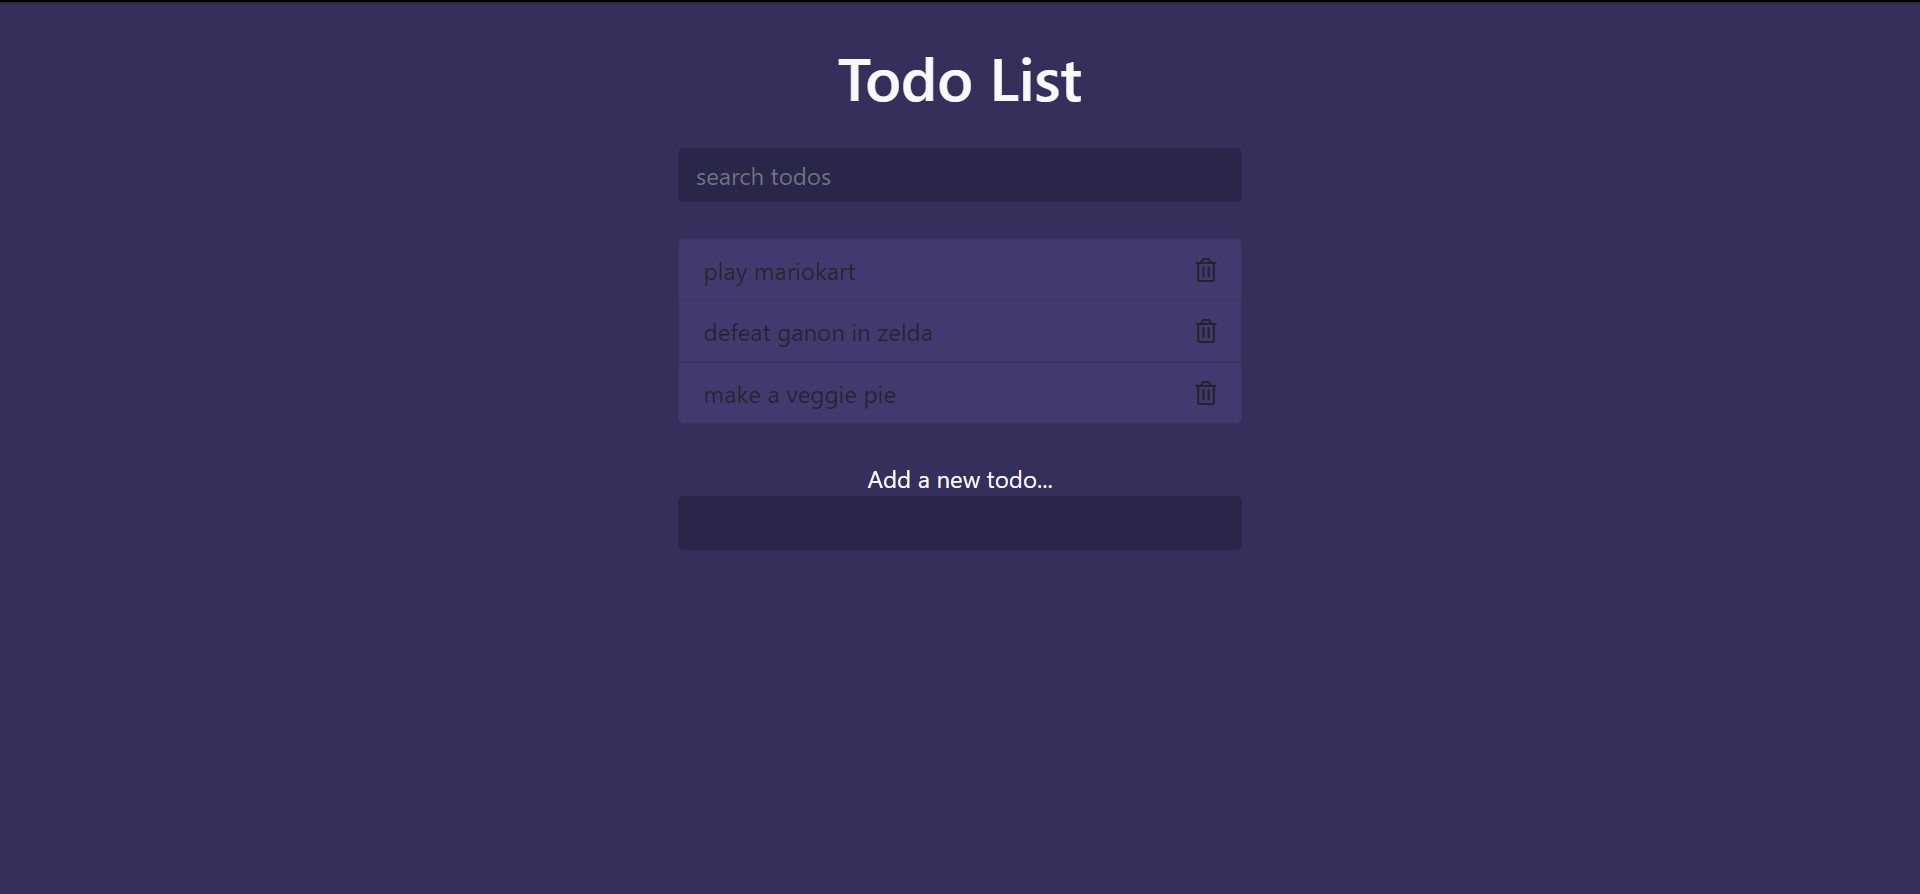 Todo List
search todos
play mariokart
defeat ganon in zelda
make a veggie pie
Add a new todo...